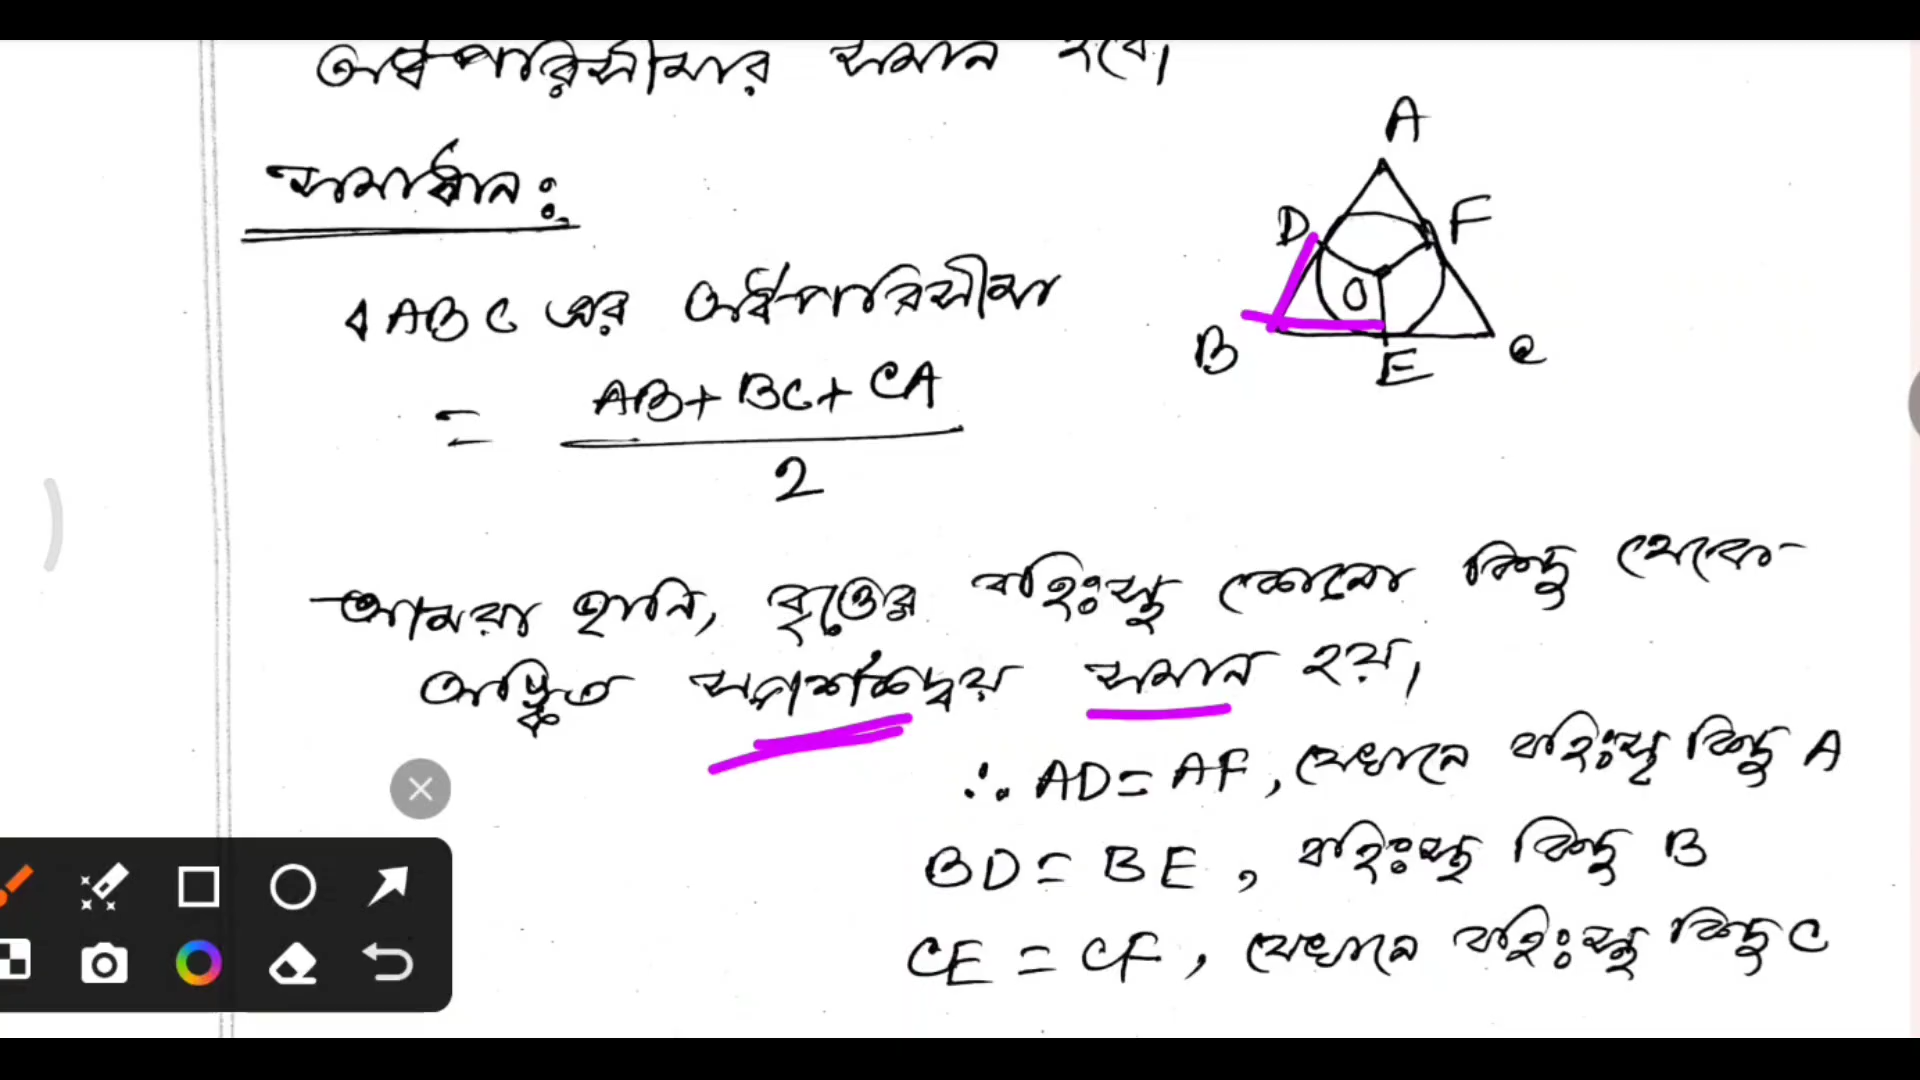 অর্ধপরিসীমার সমান হবে।
সমাধান:
ΔABC এর অর্ধপরিসীমা
= AB + BC + CA
2
A
D
F
O
B
E
C
আমরা জানি, বৃত্তের বহিঃস্থ কোনো বিন্দু থেকে
অঙ্কিত স্পর্শকদ্বয় সমান হয়।
∴ AD = AF, যেখানে বহিঃস্থ বিন্দু A
BD = BE, বহিঃস্থ বিন্দু B
CE = CF, যেখানে বহিঃস্থ বিন্দু C